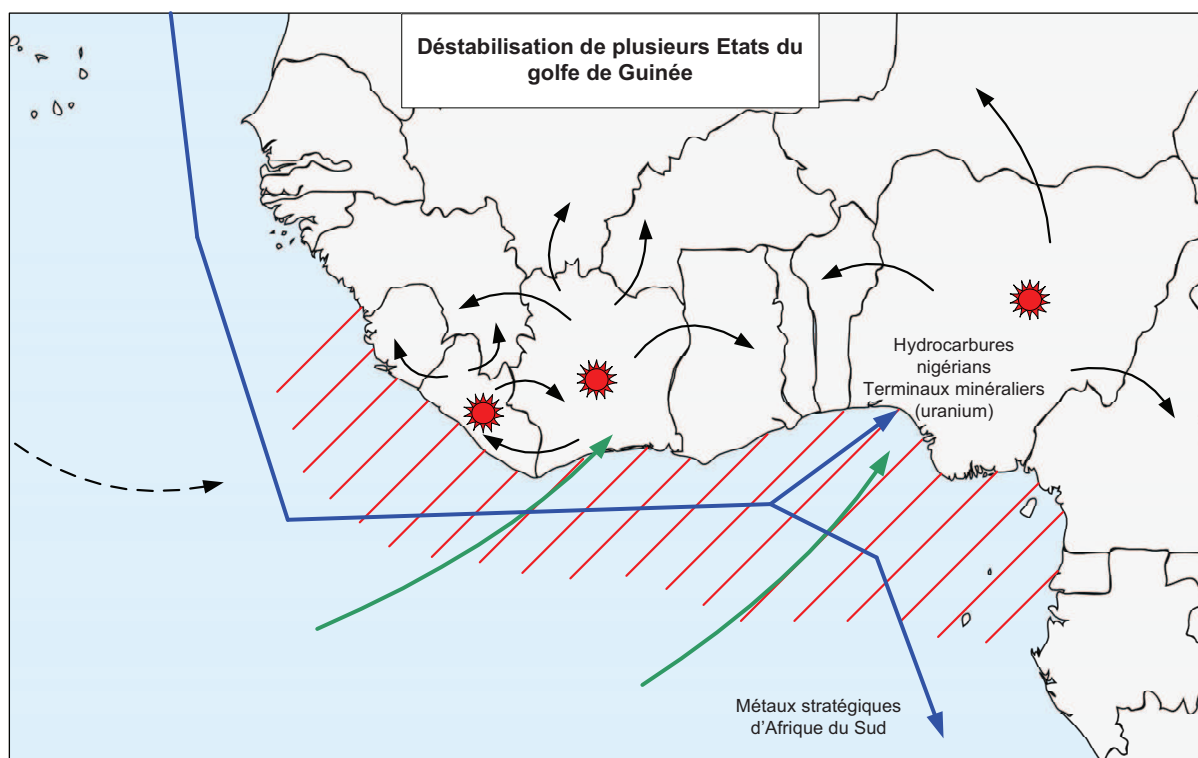 Déstabilisation de plusieurs Etats du
golfe de Guinée
Hydrocarbures
nigérians
Terminaux minéraliers
(uranium)
Métaux stratégiques
d'Afrique du Sud